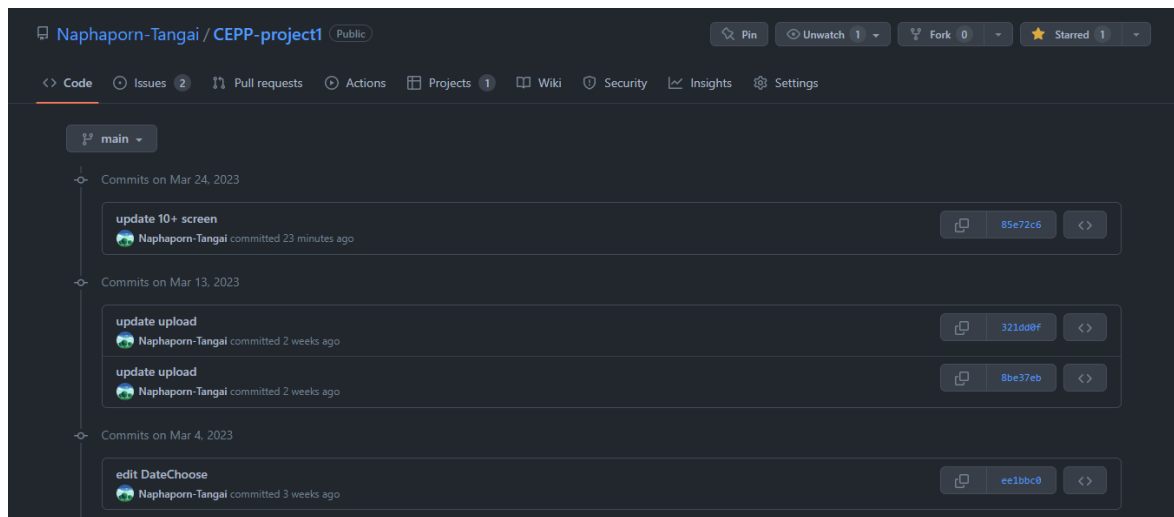 Naphaporn-Tangai / CEPP-project1 Public Pin Unwatch 1 Fork 0 Starred 1
<> Code Issues 2 Pull requests Actions Projects 1 Wiki Security Insights Settings
main
Commits on Mar 24, 2023
update 10+ screen
Naphaporn-Tangai committed 23 minutes ago
85e72c6 <>
Commits on Mar 13, 2023
update upload
Naphaporn-Tangai committed 2 weeks ago
321dd0f <>
update upload
Naphaporn-Tangai committed 2 weeks ago
8be37eb <>
Commits on Mar 4, 2023
edit DateChoose
Naphaporn-Tangai committed 3 weeks ago
ee1bbc0 <>